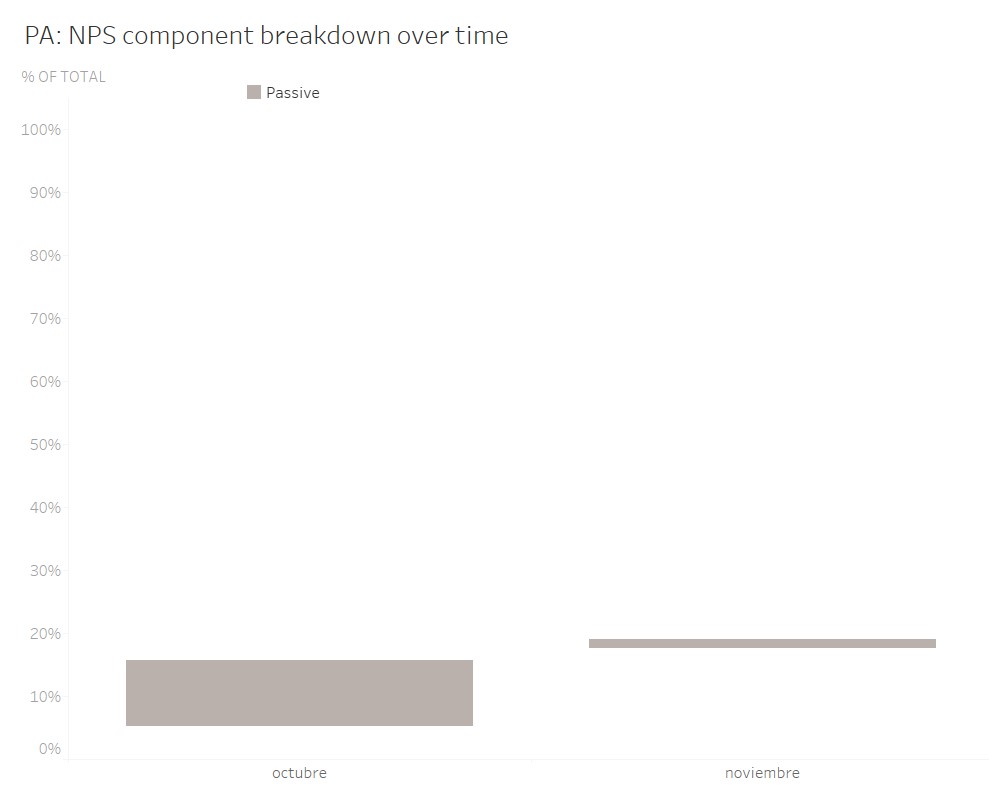 PA: NPS component breakdown over time
% OF TOTAL
Passive
100%
90%
80%
70%
60%
50%
40%
30%
20%
10%
0%
octubre
noviembre